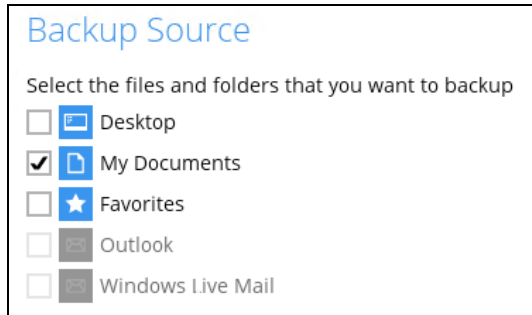 Backup Source
Select the files and folders that you want to backup
Desktop
My Documents
Favorites
Outlook
Windows Live Mail